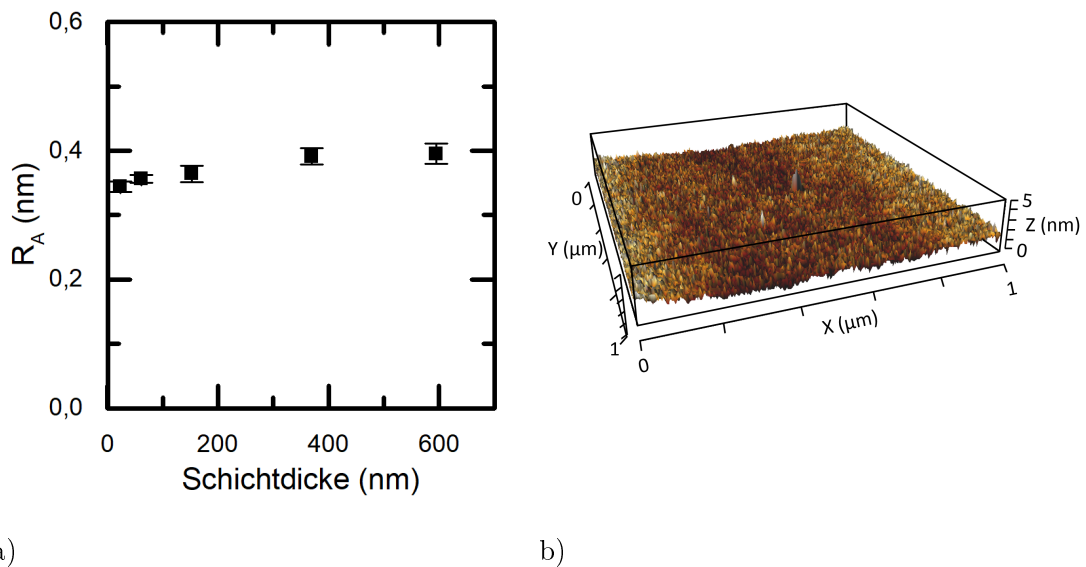 0,6
0,4
0,2
0,0
R_A (nm)
0 200 400 600
Schichtdicke (nm)
0
Y (µm)
1
0
X (µm)
1
5
Z (nm)
0
a)
b)